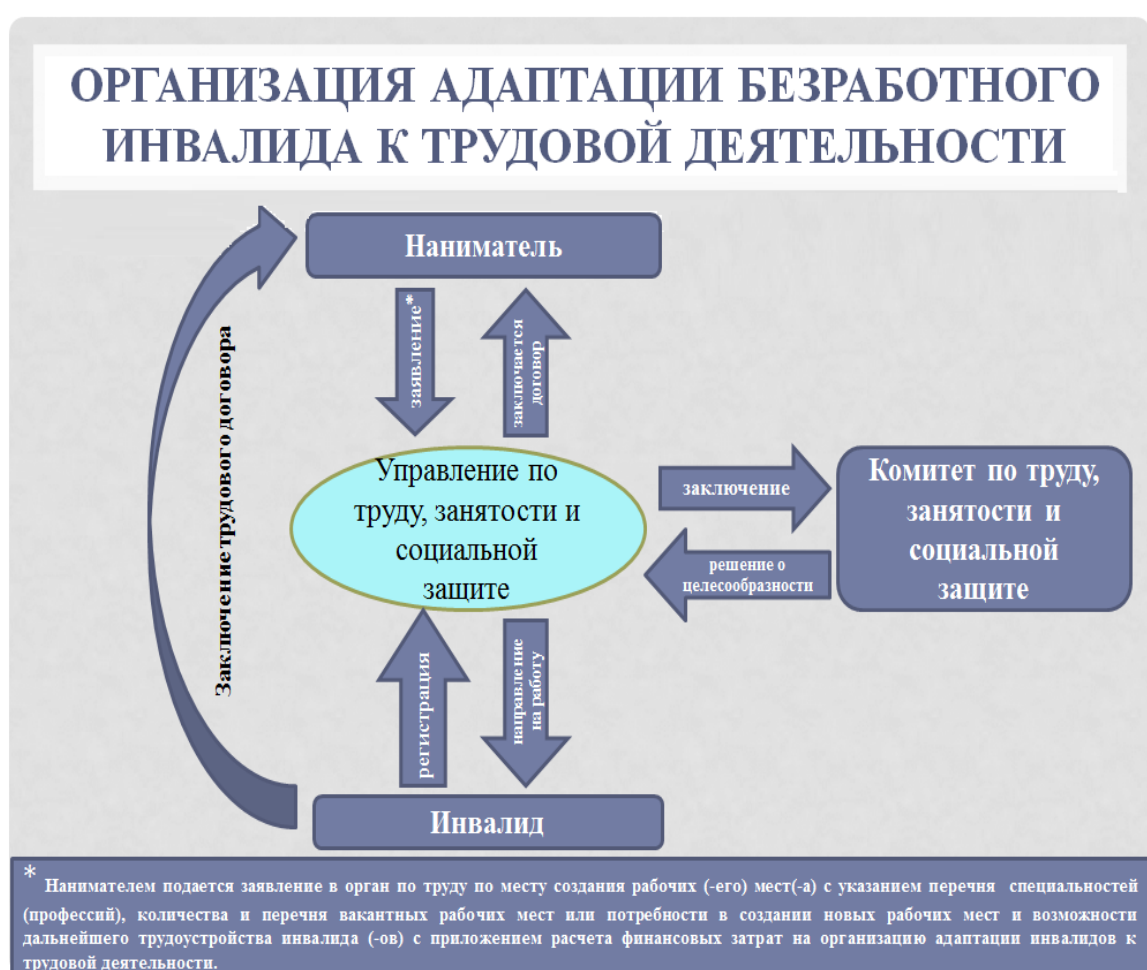 ОРГАНИЗАЦИЯ АДАПТАЦИИ БЕЗРАБОТНОГО
ИНВАЛИДА К ТРУДОВОЙ ДЕЯТЕЛЬНОСТИ
Наниматель
Заключение трудового договора
заявление*
заключается
договор
Управление по
труду, занятости и
социальной
защите
заключение
решение о
целесообразности
Комитет по труду,
занятости и
социальной
защите
регистрация
направление
на работу
Инвалид
* Нанимателем подается заявление в орган по труду по месту создания рабочих (-его) мест(-а) с указанием перечня специальностей
(профессий), количества и перечня вакантных рабочих мест или потребности в создании новых рабочих мест и возможности
дальнейшего трудоустройства инвалида (-ов) с приложением расчета финансовых затрат на организацию адаптации инвалидов к
трудовой деятельности.